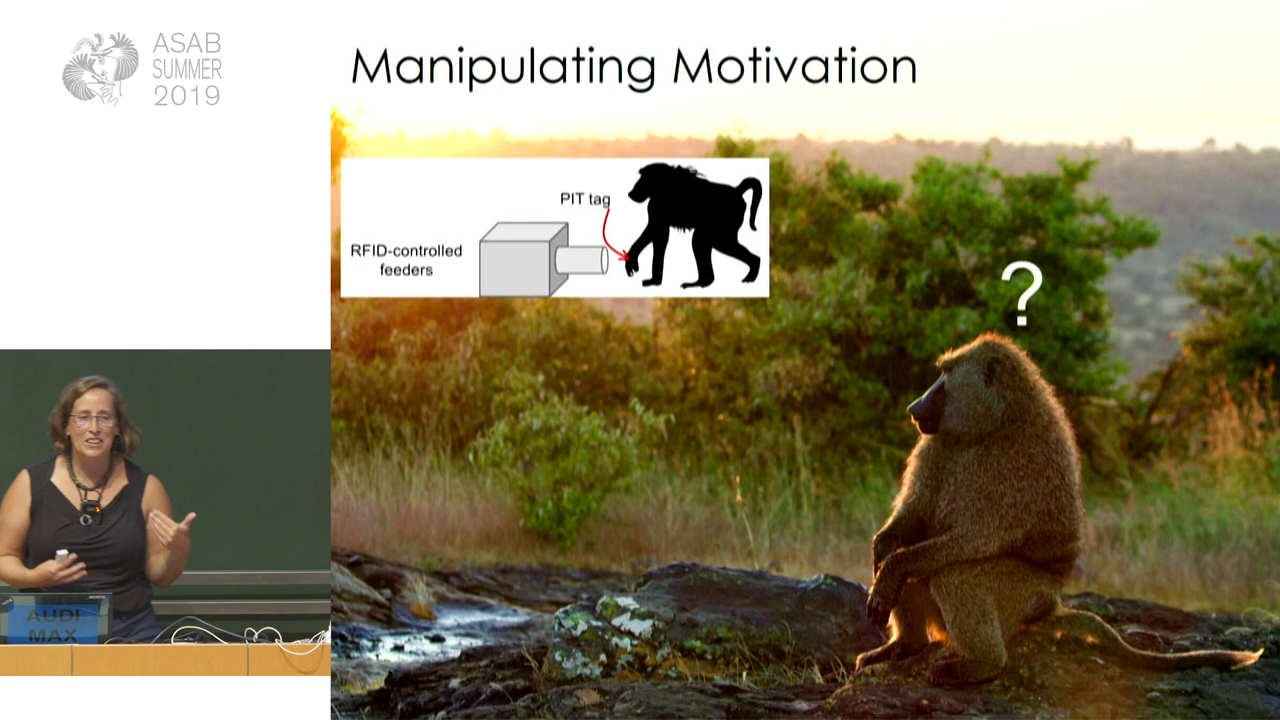 ASAB
SUMMER
2019
Manipulating Motivation
PIT tag
RFID-controlled
feeders
?
AUDI
MAX